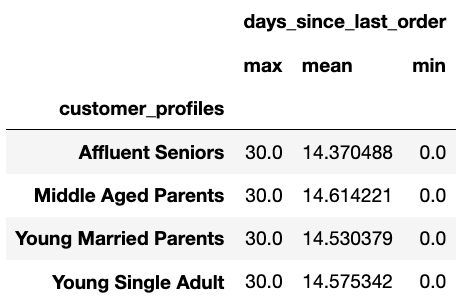 days_since_last_order
max mean min
customer_profiles
Affluent Seniors 30.0 14.370488 0.0
Middle Aged Parents 30.0 14.614221 0.0
Young Married Parents 30.0 14.530379 0.0
Young Single Adult 30.0 14.575342 0.0